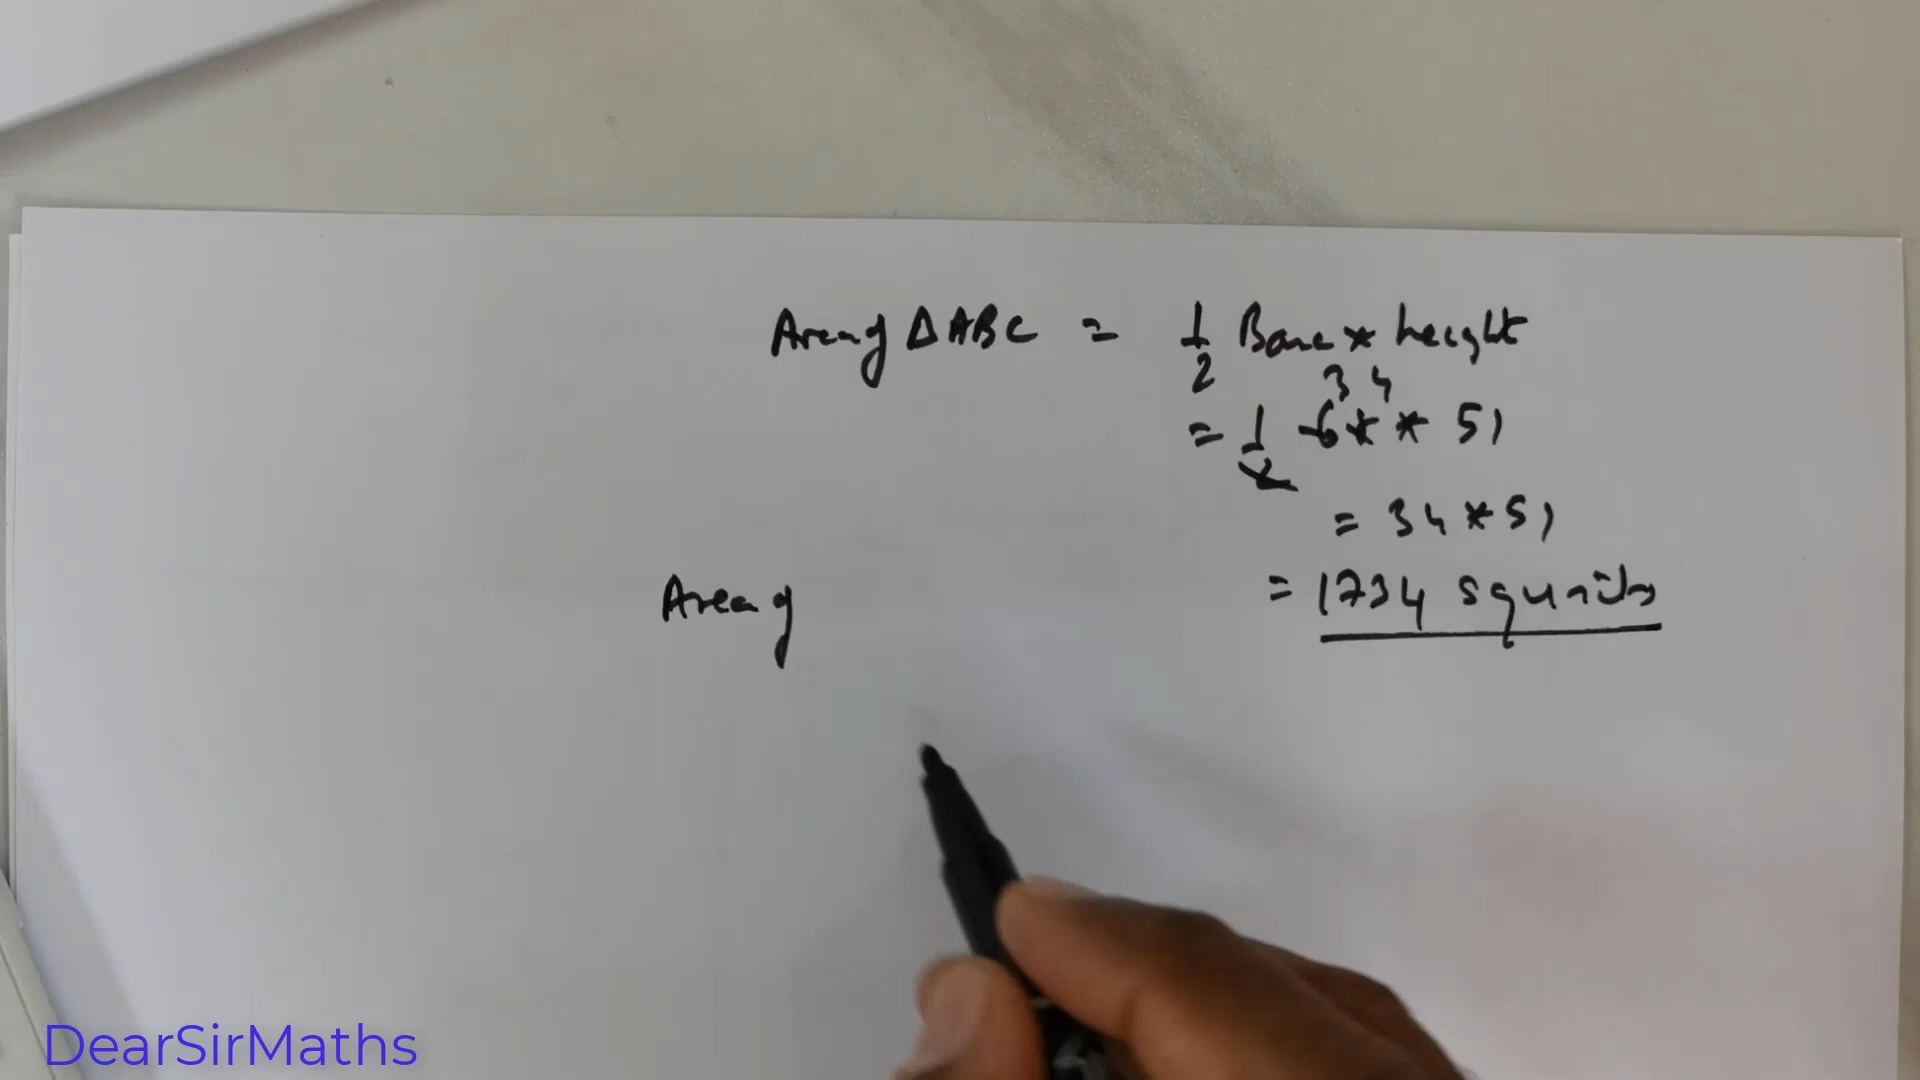 Area of Δ ABC = 1/2 Base * height
34
= 1/2 68 * 51
= 34 * 51
= 1734 sq units
Area of
DearSirMaths